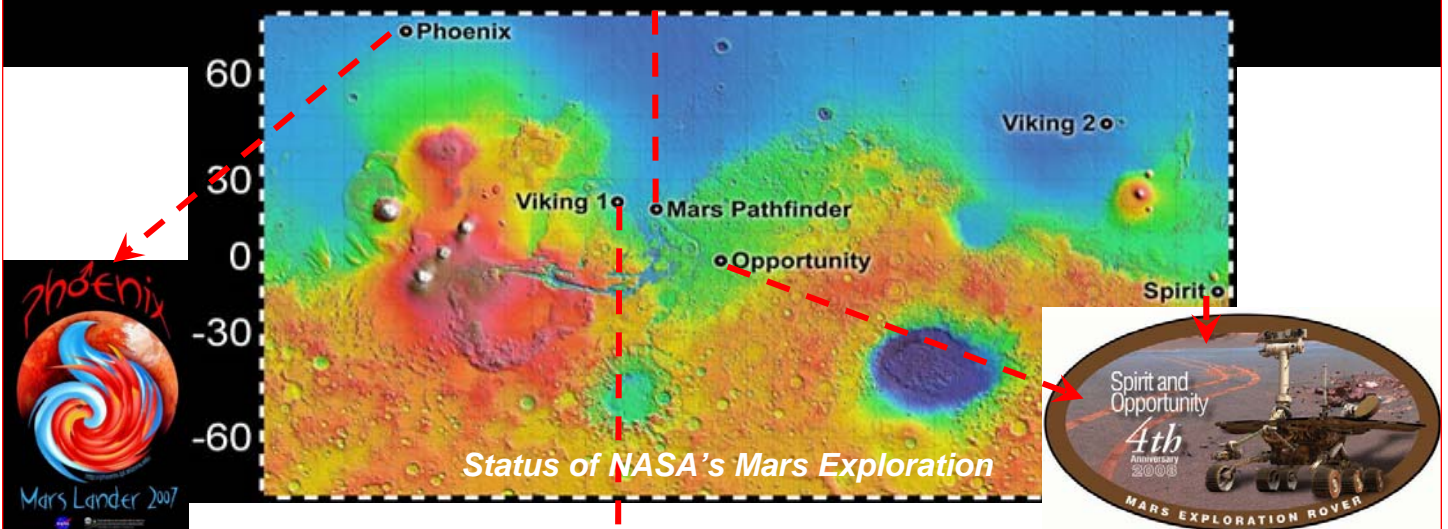 Phoenix
60
Viking 2
30
Viking 1
Mars Pathfinder
0
Opportunity
Spirit
-30
-60
Status of NASA's Mars Exploration
Phoenix
Mars Lander 2007
Spirit and
Opportunity
4th
Anniversary
2008
MARS EXPLORATION ROVER